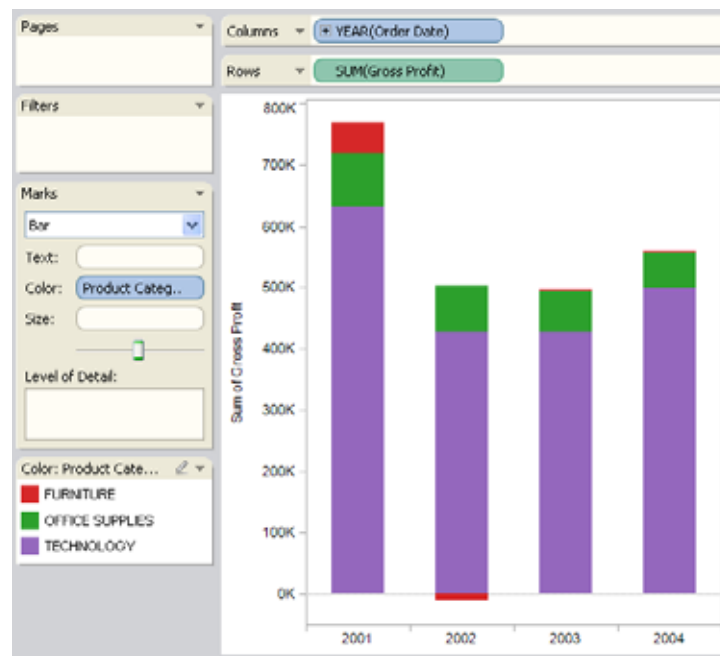 Pages
Columns
YEAR(Order Date)
Rows
SUM(Gross Profit)
Filters
Marks
Bar
Text:
Color:
Product Categ..
Size:
Level of Detail:
Color: Product Cate...
FURNITURE
OFFICE SUPPLIES
TECHNOLOGY
Sum of Gross Profit
800K
700K
600K
500K
400K
300K
200K
100K
0K
2001 2002 2003 2004